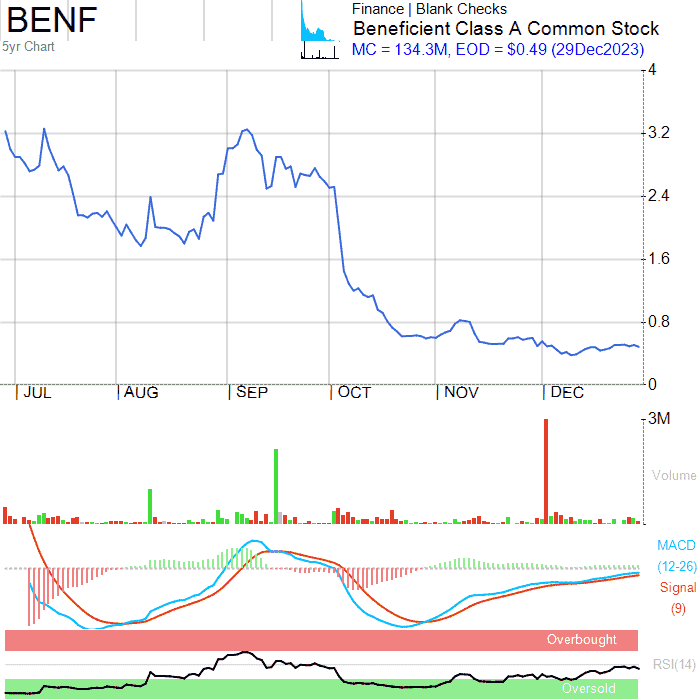 BENF
5yr Chart
Finance | Blank Checks
Beneficient Class A Common Stock
MC = 134.3M, EOD = $0.49 (29Dec2023)
4
3.2
2.4
1.6
0.8
0
JUL AUG SEP OCT NOV DEC
3M
Volume
MACD
(12-26)
Signal
(9)
Overbought
RSI(14)
Oversold